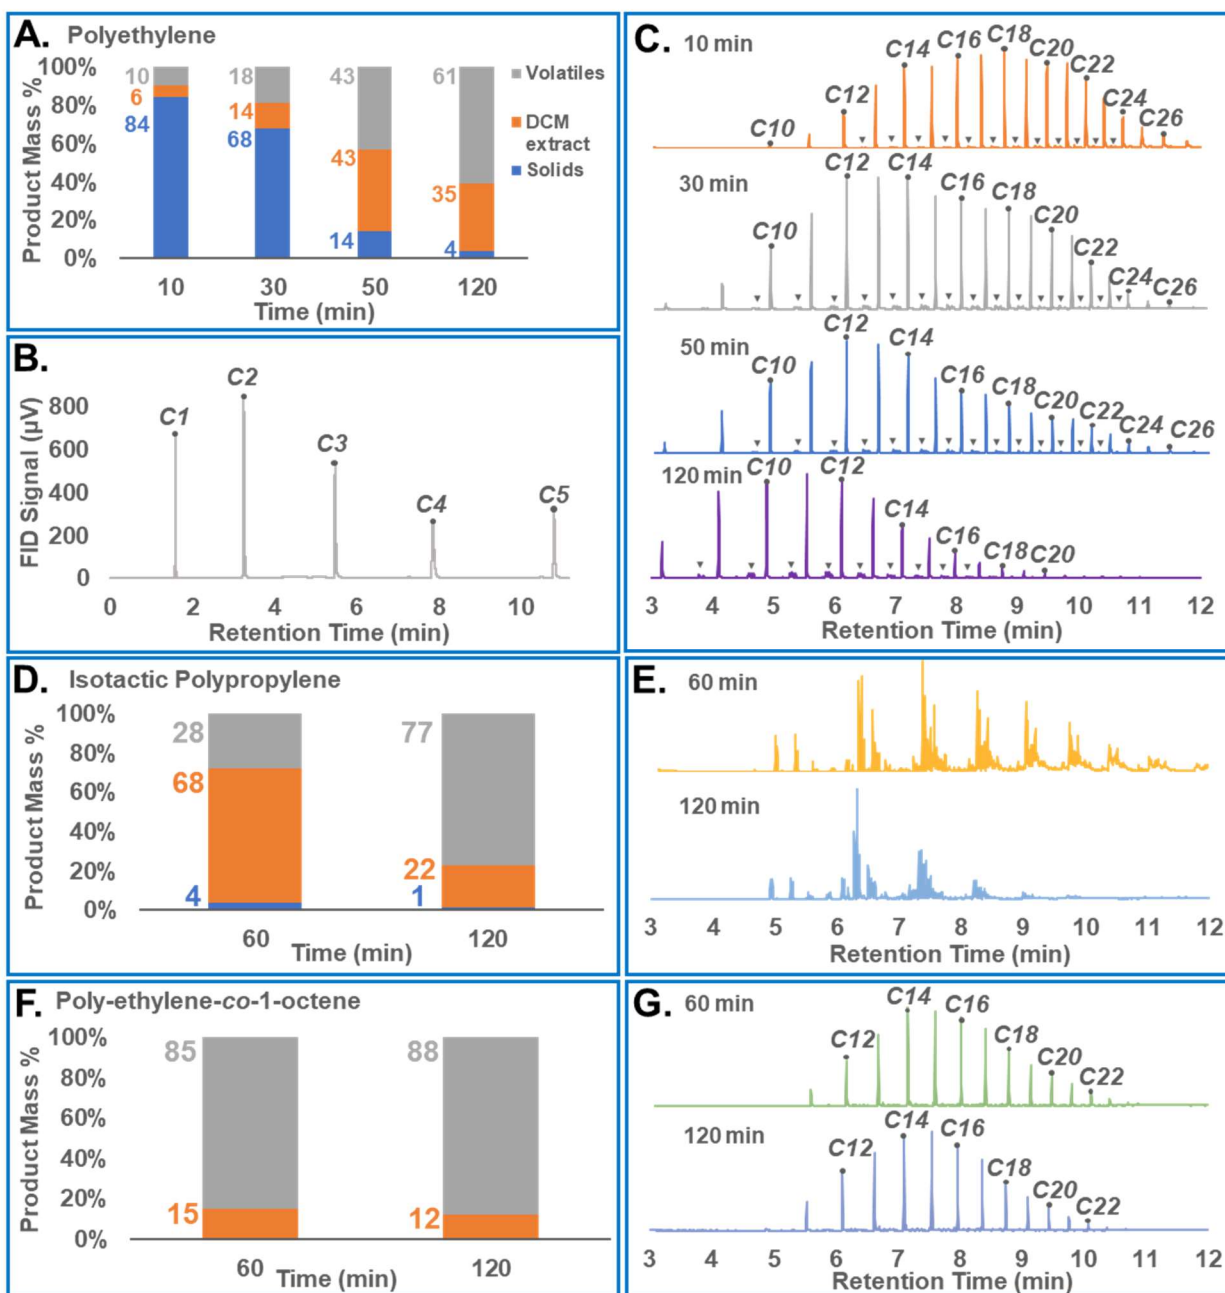 A. Polyethylene
100%
80%
60%
40%
20%
0%
Product Mass %
10
6
84
18
14
68
43
43
14
61
35
4
Volatiles
DCM
extract
Solids
10 30 50 120
Time (min)
B.
FID Signal (µV)
800
600
400
200
0
C1
C2
C3
C4
C5
0 2 4 6 8 10
Retention Time (min)
C.
10 min
C10
C12
C14
C16
C18
C20
C22
C24
C26
30 min
C10
C12
C14
C16
C18
C20
C22
C24
C26
50 min
C10
C12
C14
C16
C18
C20
C22
C24
C26
120 min
C10
C12
C14
C16
C18
C20
3 4 5 6 7 8 9 10 11 12
Retention Time (min)
D. Isotactic Polypropylene
100%
80%
60%
40%
20%
0%
Product Mass %
28
68
4
77
22
1
60 120
Time (min)
E.
60 min
120 min
3 4 5 6 7 8 9 10 11 12
Retention Time (min)
F. Poly-ethylene-co-1-octene
100%
80%
60%
40%
20%
0%
Product Mass %
85
15
88
12
60 120
Time (min)
G.
60 min
C12
C14
C16
C18
C20
C22
120 min
C12
C14
C16
C18
C20
C22
3 4 5 6 7 8 9 10 11 12
Retention Time (min)